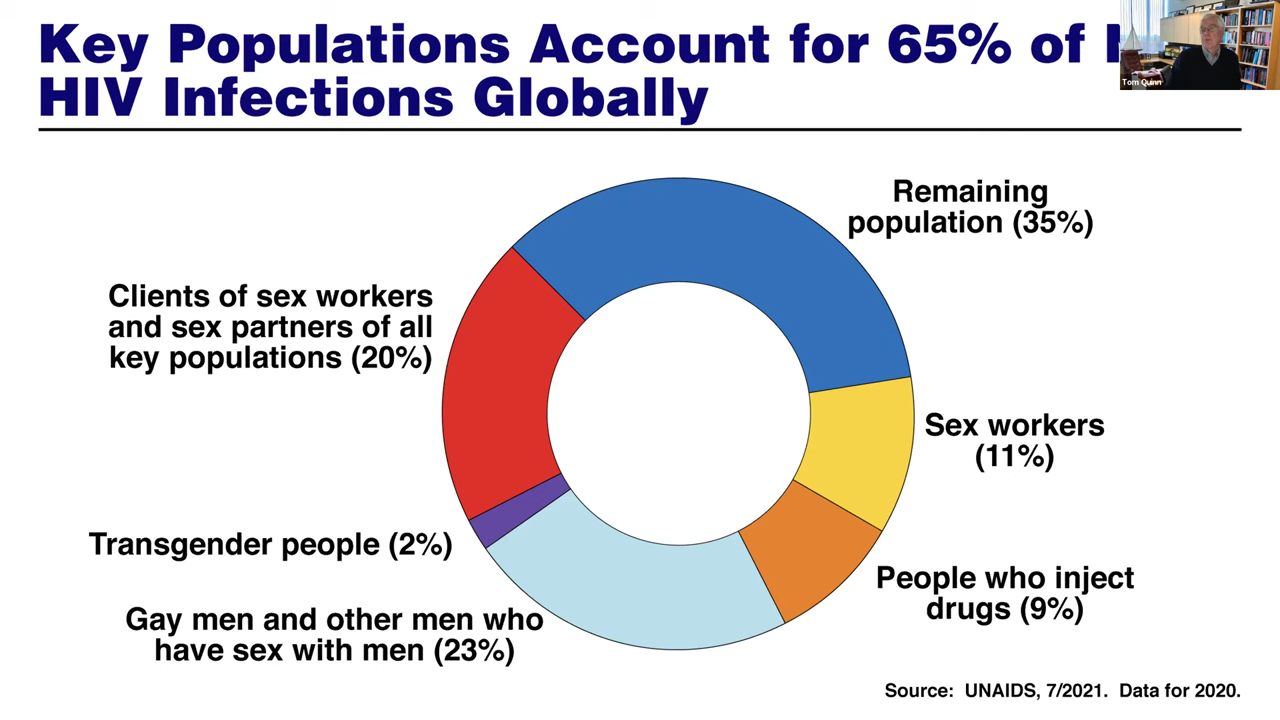 Key Populations Account for 65% of
HIV Infections Globally
Tom Quinn
Remaining
population (35%)
Clients of sex workers
and sex partners of all
key populations (20%)
Sex workers
(11%)
Transgender people (2%)
People who inject
drugs (9%)
Gay men and other men who
have sex with men (23%)
Source: UNAIDS, 7/2021. Data for 2020.